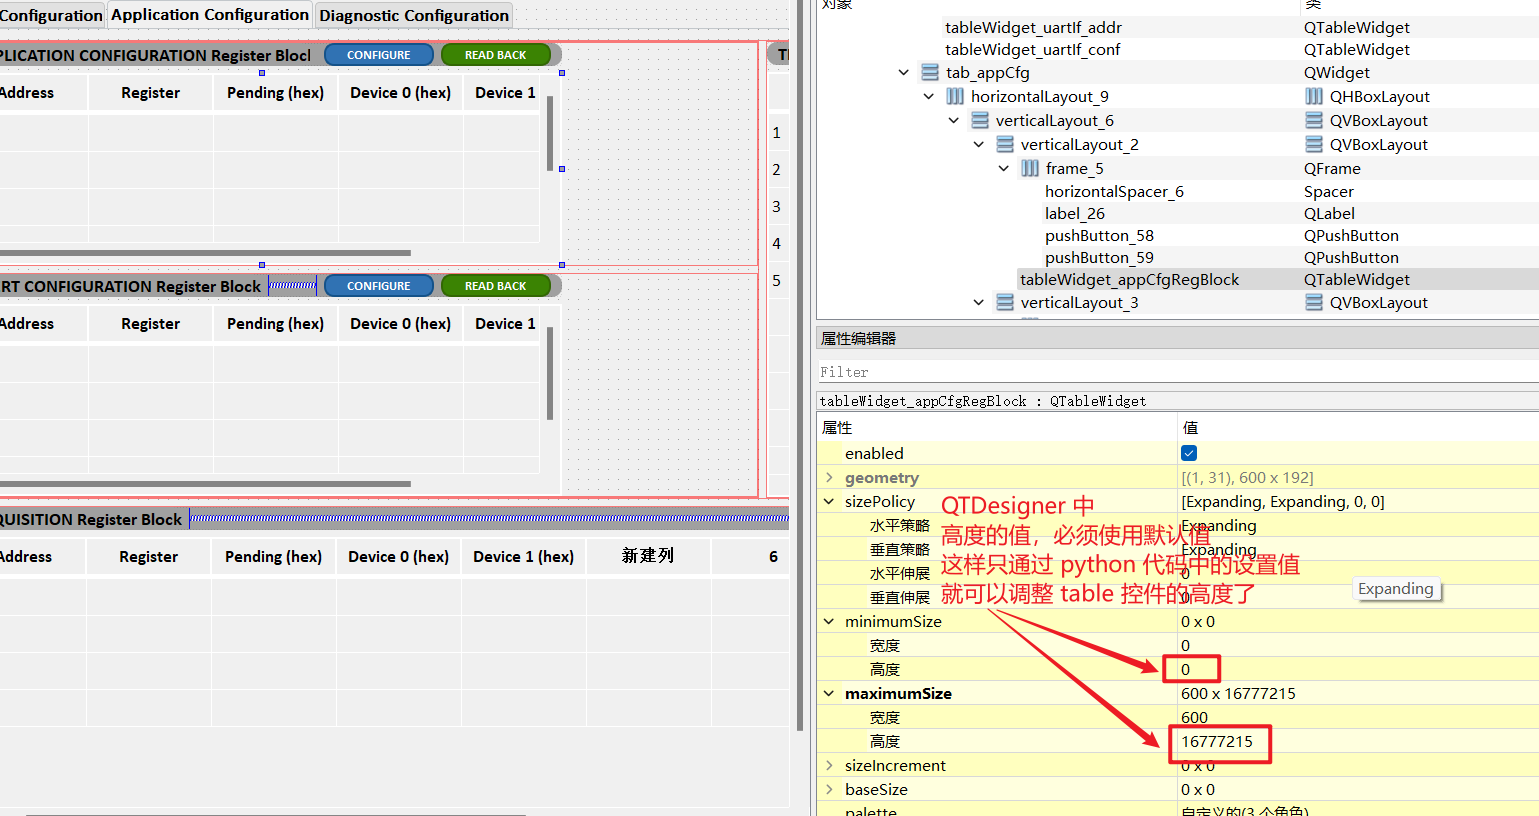 Configuration
Application Configuration
Diagnostic Configuration
PLICATION CONFIGURATION Register Blocl
CONFIGURE
READ BACK
Address
Register
Pending (hex)
Device 0 (hex)
Device 1
1
2
3
4
5
RT CONFIGURATION Register Block
CONFIGURE
READ BACK
Address
Register
Pending (hex)
Device 0 (hex)
Device 1
QUISITION Register Block
Address
Register
Pending (hex)
Device 0 (hex)
Device 1 (hex)
新建列
6
对象
类
tableWidget_uartIf_addr
QTableWidget
tableWidget_uartIf_conf
QTableWidget
tab_appCfg
QWidget
horizontalLayout_9
QHBoxLayout
verticalLayout_6
QVBoxLayout
verticalLayout_2
QVBoxLayout
frame_5
QFrame
horizontalSpacer_6
Spacer
label_26
QLabel
pushButton_58
QPushButton
pushButton_59
QPushButton
tableWidget_appCfgRegBlock
QTableWidget
verticalLayout_3
QVBoxLayout
属性编辑器
Filter
tableWidget_appCfgRegBlock : QTableWidget
属性
值
enabled
geometry
[(1, 31), 600 x 192]
sizePolicy
[Expanding, Expanding, 0, 0]
水平策略
Expanding
垂直策略
Expanding
水平伸展
0
垂直伸展
0
minimumSize
0 x 0
宽度
0
高度
0
maximumSize
600 x 16777215
宽度
600
高度
16777215
sizeIncrement
0 x 0
baseSize
0 x 0
palette
自定义的(3 个角色)
QTDesigner 中
高度的值，必须使用默认值
这样只通过 python 代码中的设置值
就可以调整 table 控件的高度了
Expanding